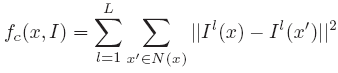 $f_c(x, I) = \sum_{l=1}^{L} \sum_{x' \in N(x)} ||I^l(x) - I^l(x')||^2$